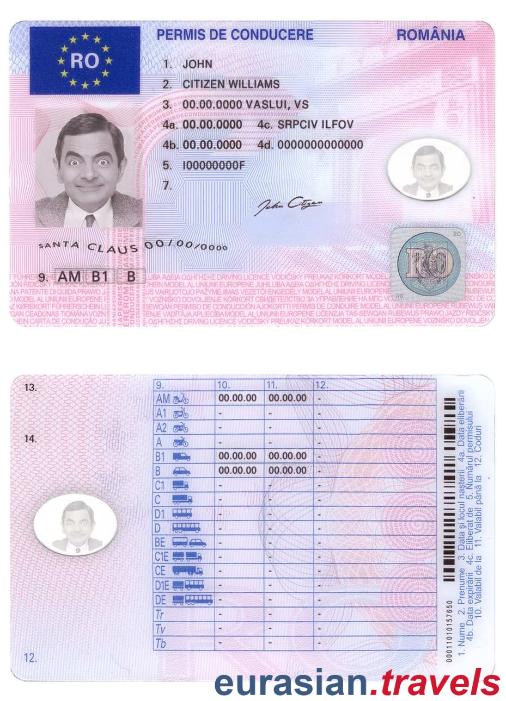 RO
PERMIS DE CONDUCERE ROMÂNIA
1. JOHN
2. CITIZEN WILLIAMS
3. 00.00.0000 VASLUI, VS
4a. 00.00.0000 4c. SRPCIV ILFOV
4b. 00.00.0000 4d. 0000000000000
5. I00000000F
7.
John Citizen
SANTA CLAUS 00/00/0000
RO
9. AM B1 B
13.
14.
12.
9. 10. 11. 12.
AM 00.00.00 00.00.00 -
A1 - - -
A2 - - -
A - - -
B1 00.00.00 00.00.00 -
B 00.00.00 00.00.00 -
C1 - - -
C - - -
D1 - - -
D - - -
BE - - -
C1E - - -
CE - - -
D1E - - -
DE - - -
Tr - - -
Tv - - -
Tb - - -
00011010157650
1. Nume 2. Prenume 3. Data și locul nașterii 4a. Data eliberării
4b. Data expirării 4c. Eliberat de 5. Numărul permisului
10. Valabil de la 11. Valabil până la 12. Coduri
eurasian.travels